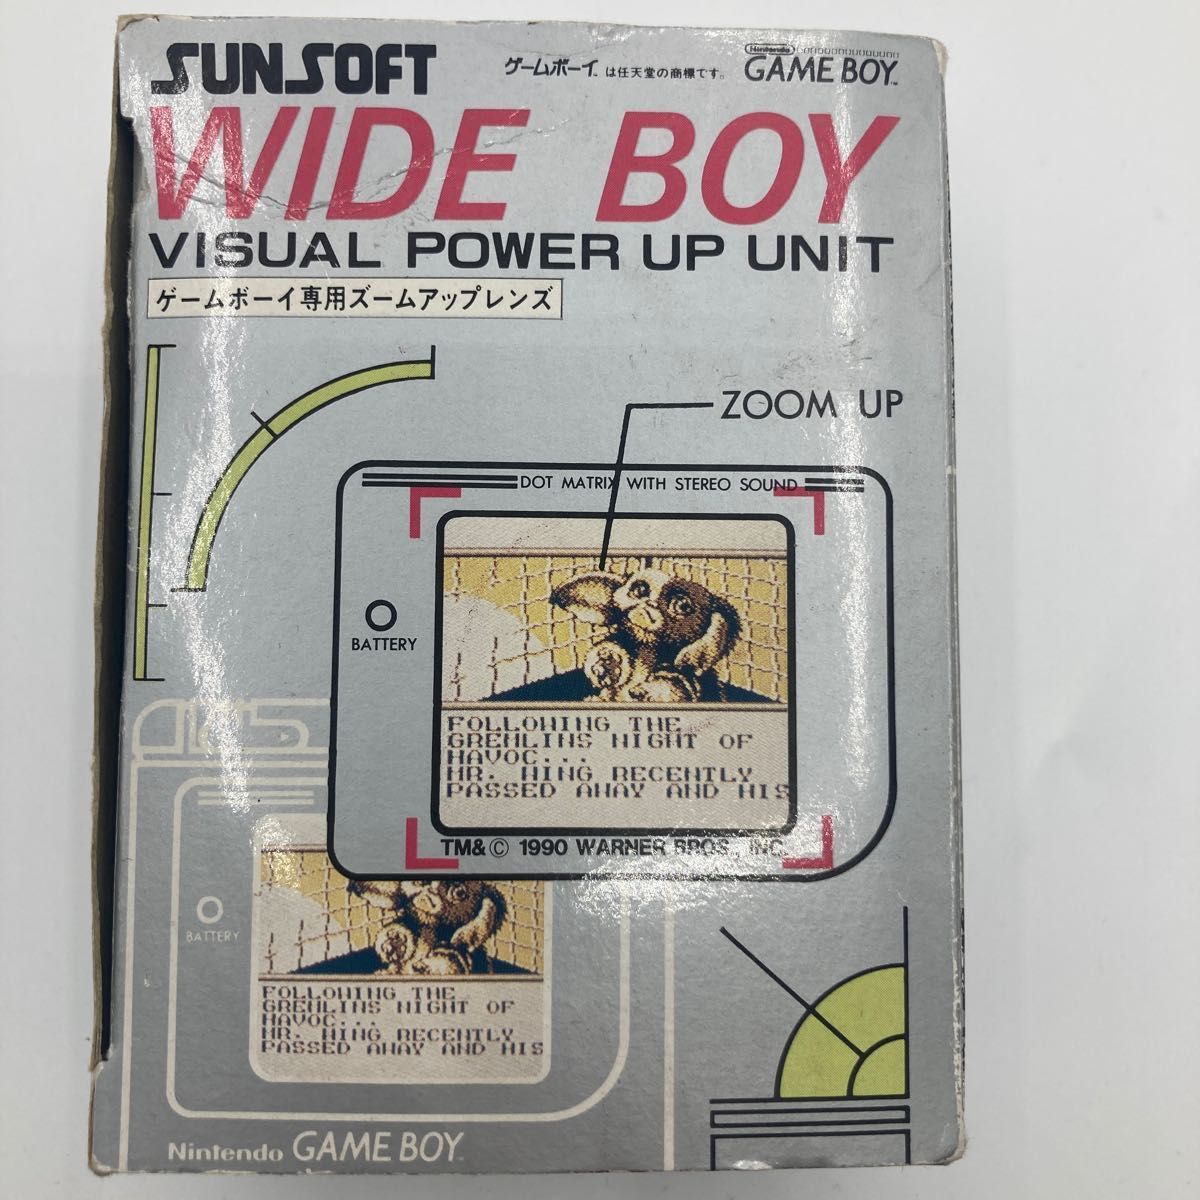 SUNSOFT
ゲームボーイ™は任天堂の商標です。
Nintendo
GAME BOY™
WIDE BOY
VISUAL POWER UP UNIT
ゲームボーイ専用ズームアップレンズ
ZOOM UP
DOT MATRIX WITH STEREO SOUND
BATTERY
FOLLOWING THE
GREMLINS NIGHT OF
HAVOC...
MR. WING RECENTLY
PASSED AWAY AND HIS
TM&© 1990 WARNER BROS., INC.
BATTERY
FOLLOWING THE
GREMLINS NIGHT OF
HAVOC...
MR. WING RECENTLY
PASSED AWAY AND HIS
Nintendo GAME BOY™